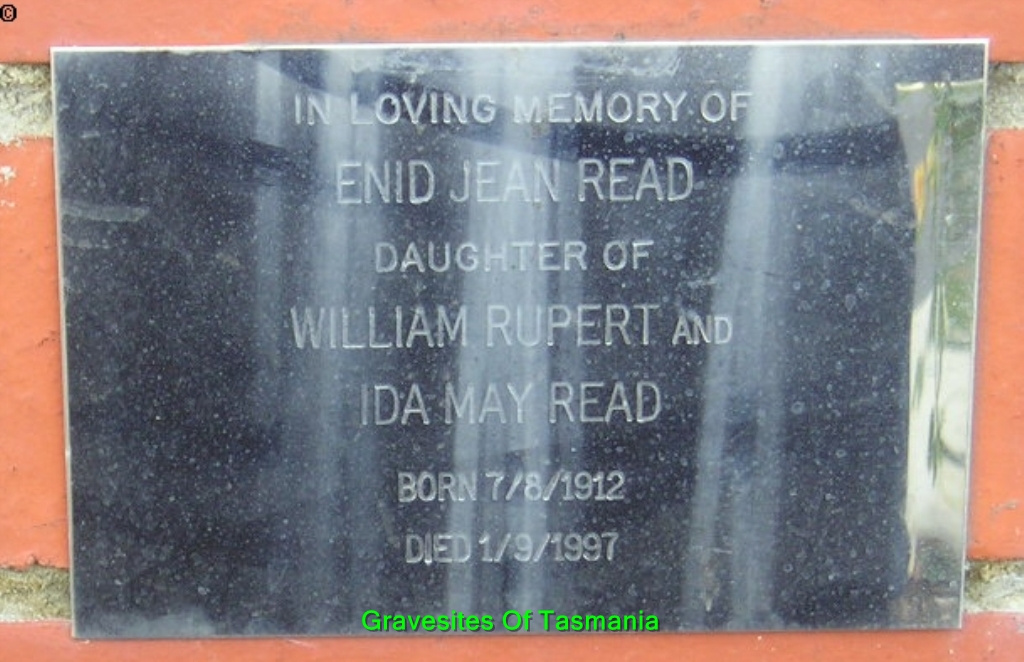 ©
IN LOVING MEMORY OF
ENID JEAN READ
DAUGHTER OF
WILLIAM RUPERT AND
IDA MAY READ
BORN 7/8/1912
DIED 1/9/1997
Gravesites Of Tasmania